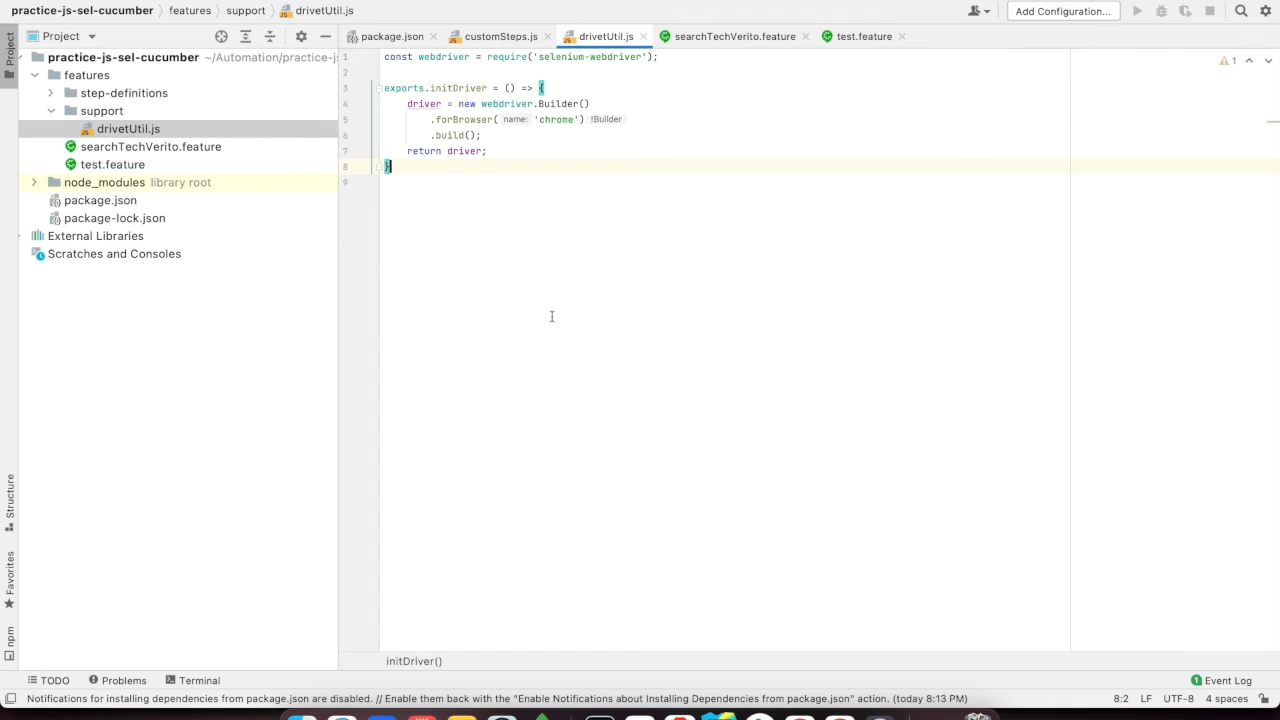 practice-js-sel-cucumber features support drivetUtil.js
Add Configuration...
Project
package.json customSteps.js drivetUtil.js searchTechVerito.feature test.feature
Project
practice-js-sel-cucumber ~/Automation/practice-js
features
step-definitions
support
drivetUtil.js
searchTechVerito.feature
test.feature
node_modules library root
package.json
package-lock.json
External Libraries
Scratches and Consoles
1 const webdriver = require('selenium-webdriver');
2
3 exports.initDriver = () => {
4 driver = new webdriver.Builder()
5 .forBrowser( name: 'chrome') !Builder
6 .build();
7 return driver;
8 }
9
1
Structure
Favorites
npm
initDriver()
TODO Problems Terminal
1 Event Log
Notifications for installing dependencies from package.json are disabled. // Enable them back with the "Enable Notifications about Installing Dependencies from package.json" action. (today 8:13 PM)
8:2 LF UTF-8 4 spaces